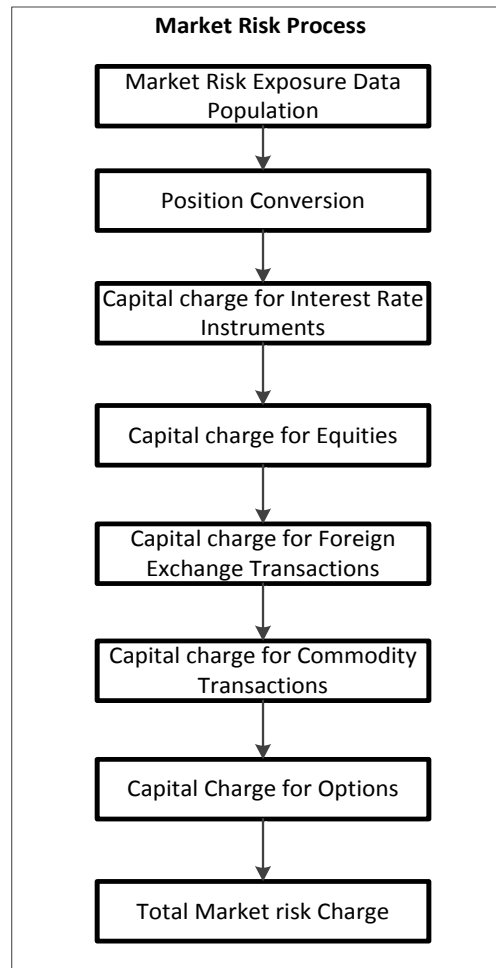 Market Risk Process
Market Risk Exposure Data
Population
Position Conversion
Capital charge for Interest Rate
Instruments
Capital charge for Equities
Capital charge for Foreign
Exchange Transactions
Capital charge for Commodity
Transactions
Capital Charge for Options
Total Market risk Charge